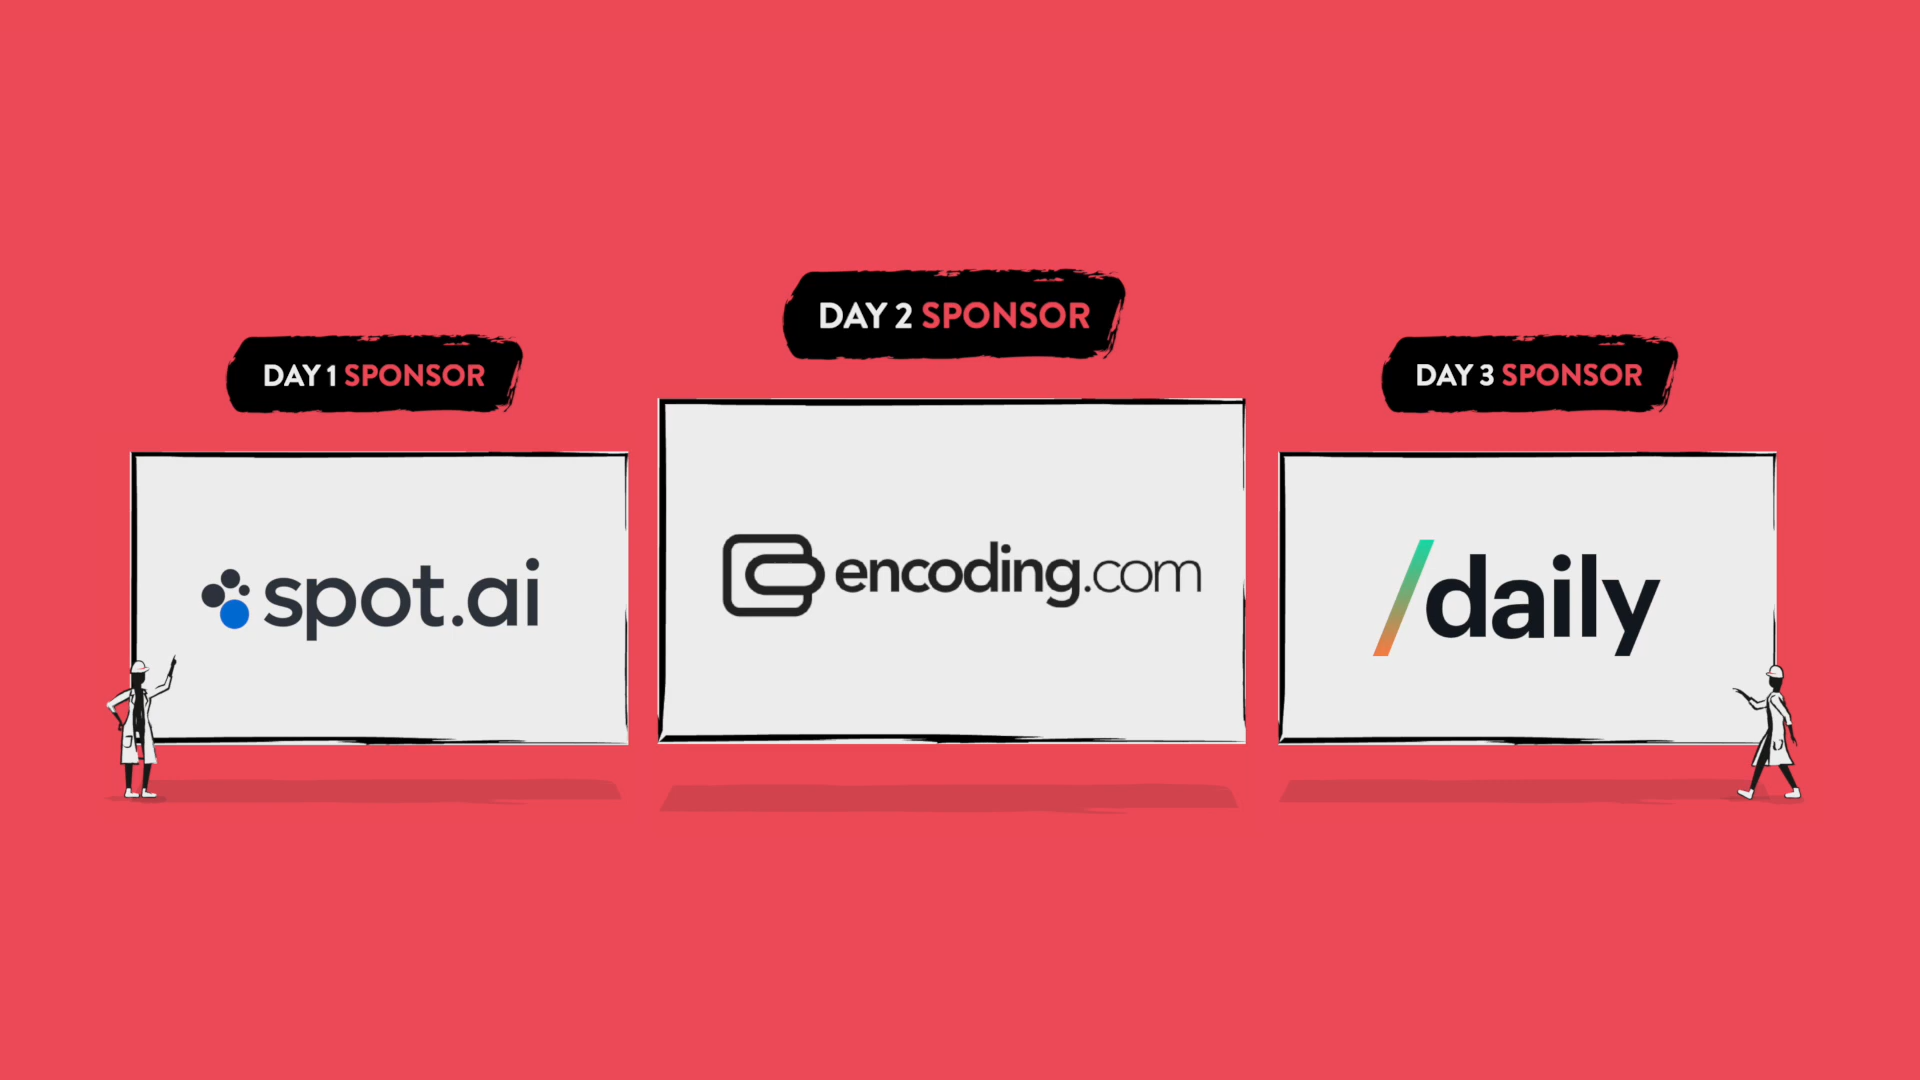 DAY 1 SPONSOR
spot.ai
DAY 2 SPONSOR
encoding.com
DAY 3 SPONSOR
/daily